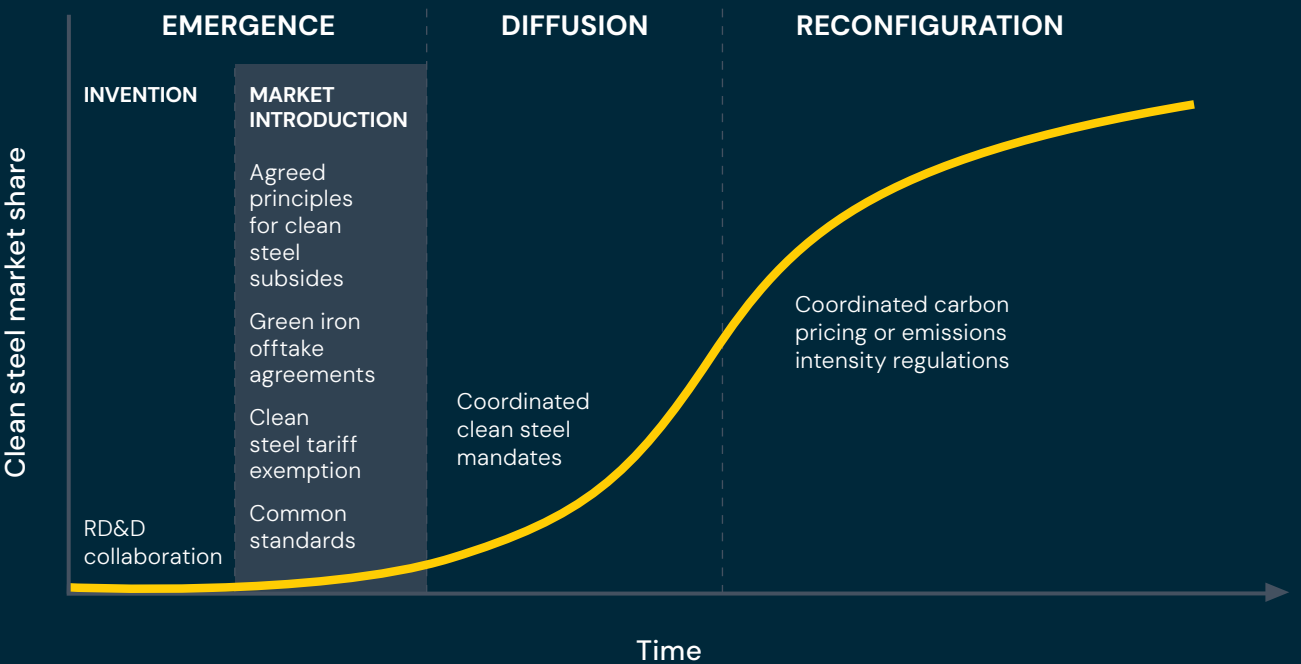 EMERGENCE
DIFFUSION
RECONFIGURATION
INVENTION
MARKET
INTRODUCTION
Agreed
principles
for clean
steel
subsides
Green iron
offtake
agreements
Clean
steel tariff
exemption
Common
standards
RD&D
collaboration
Coordinated
clean steel
mandates
Coordinated carbon
pricing or emissions
intensity regulations
Clean steel market share
Time